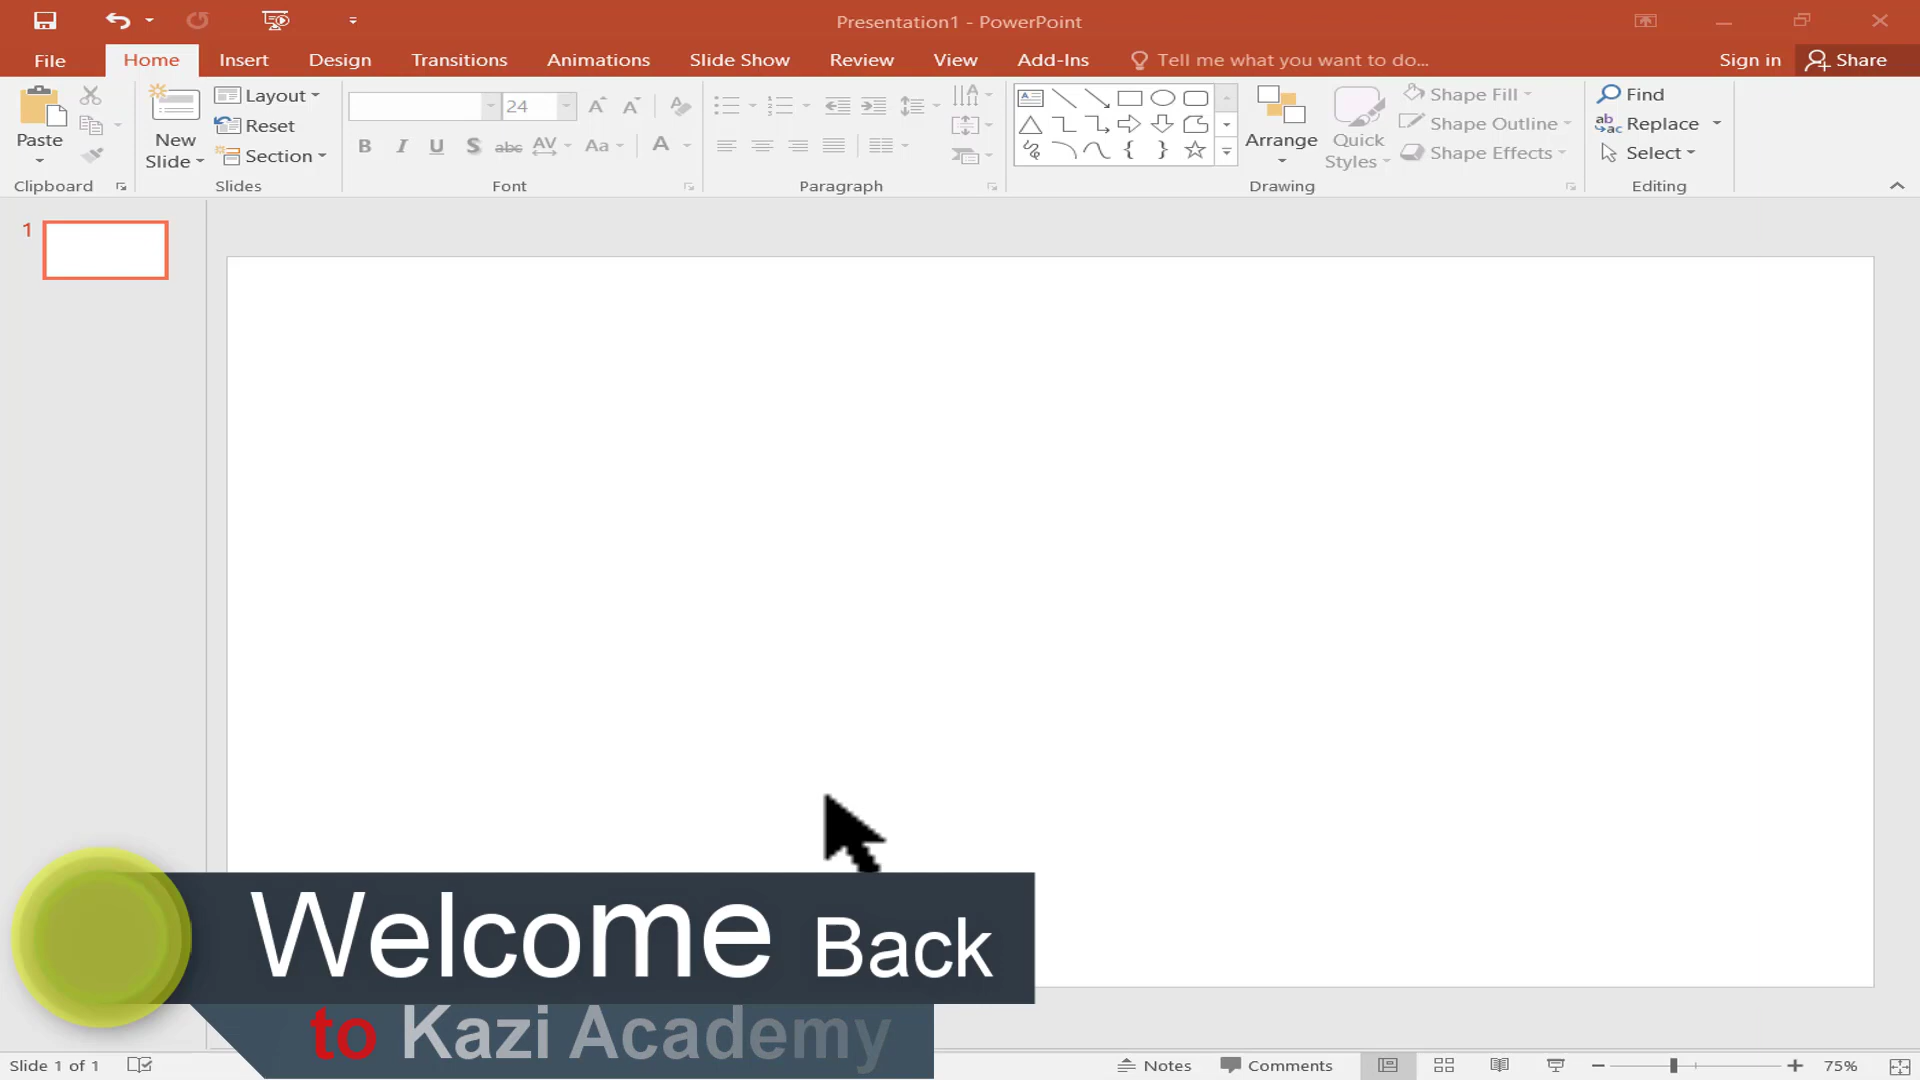 Presentation1 - PowerPoint
File Home Insert Design Transitions Animations Slide Show Review View Add-Ins Tell me what you want to do... Sign in Share
Paste
New Slide
Layout
Reset
Section
24
B I U S abc AV Aa A
Arrange
Quick Styles
Shape Fill
Shape Outline
Shape Effects
Find
Replace
Select
Clipboard Slides Font Paragraph Drawing Editing
1
Welcome Back
to Kazi Academy
Slide 1 of 1 Notes Comments 75%